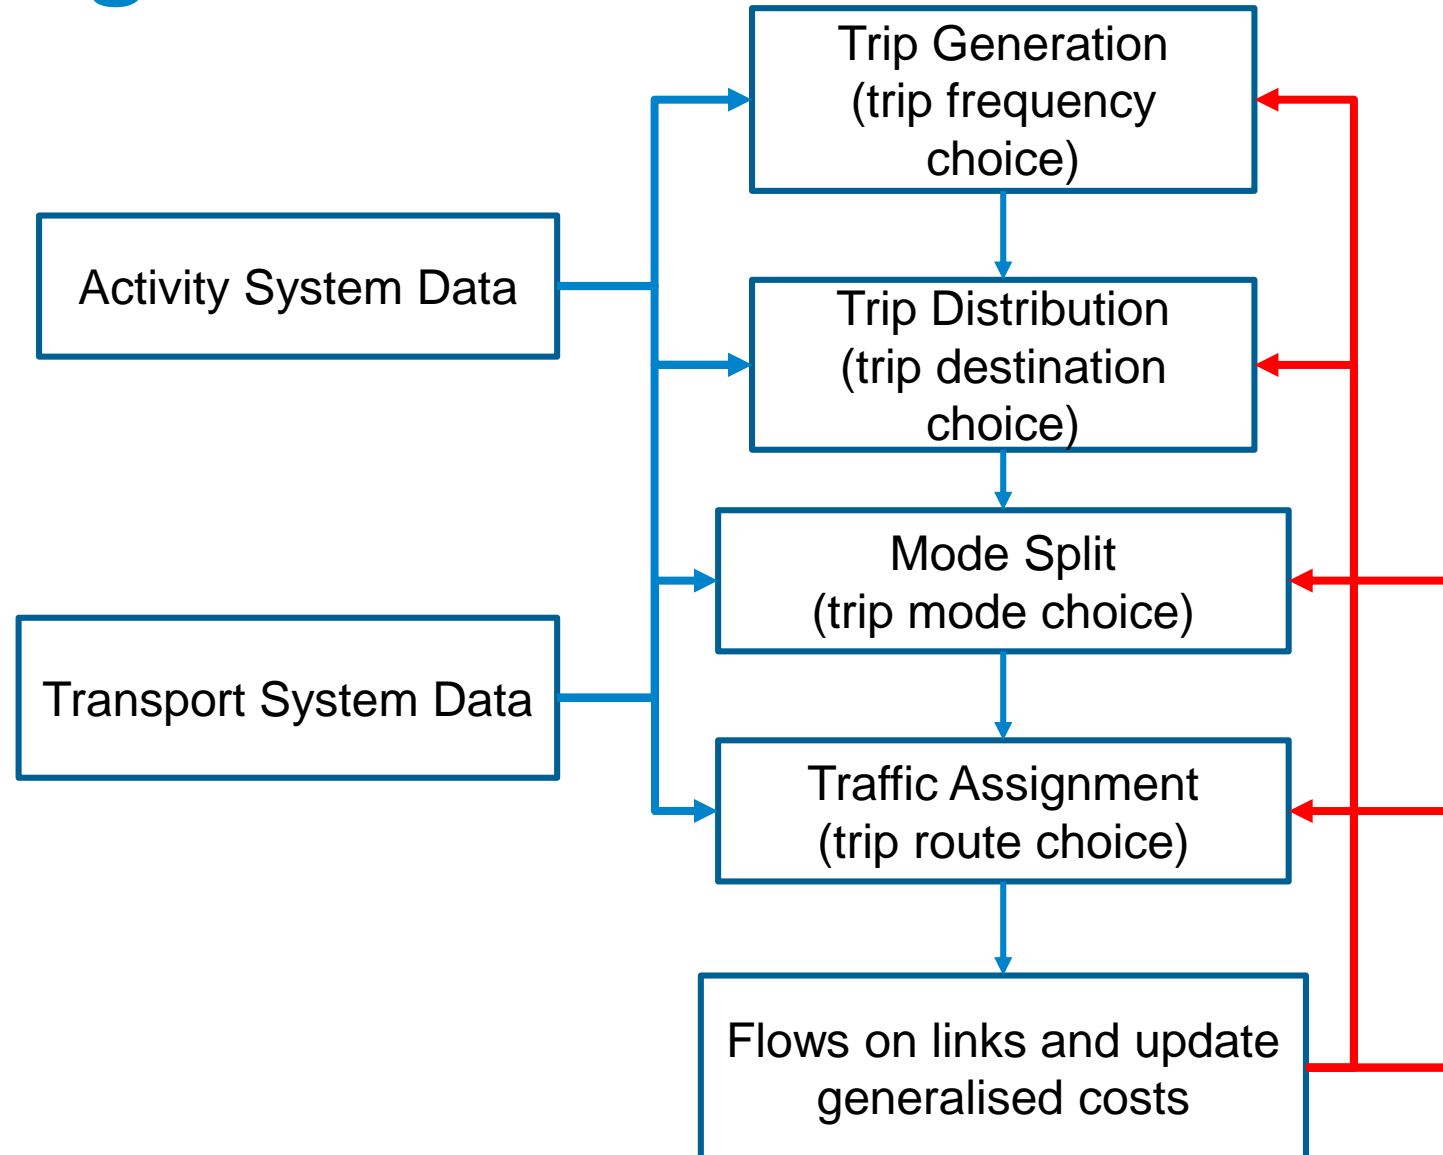 Trip Generation
(trip frequency
choice)
Activity System Data
Trip Distribution
(trip destination
choice)
Mode Split
(trip mode choice)
Transport System Data
Traffic Assignment
(trip route choice)
Flows on links and update
generalised costs